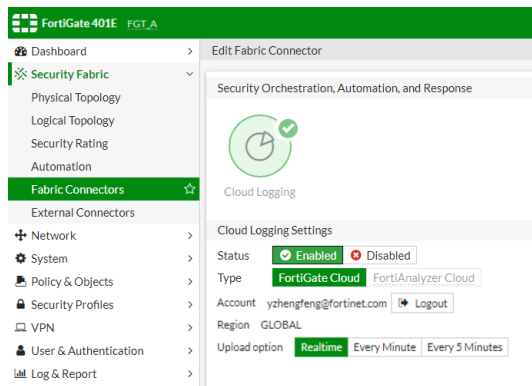 FortiGate 401E FGT_A
Dashboard
Security Fabric
Physical Topology
Logical Topology
Security Rating
Automation
Fabric Connectors
External Connectors
Network
System
Policy & Objects
Security Profiles
VPN
User & Authentication
Log & Report
Edit Fabric Connector
Security Orchestration, Automation, and Response
Cloud Logging
Cloud Logging Settings
Status Enabled Disabled
Type FortiGate Cloud FortiAnalyzer Cloud
Account yzhengfeng@fortinet.com Logout
Region GLOBAL
Upload option Realtime Every Minute Every 5 Minutes